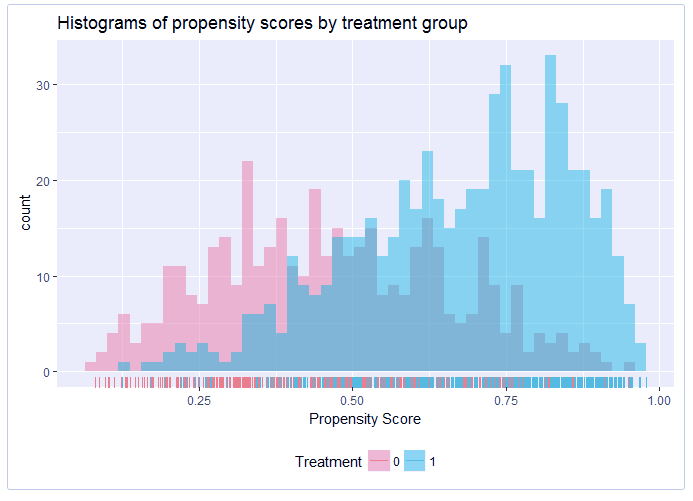 Histograms of propensity scores by treatment group
30
20
10
0
count
0.25 0.50 0.75 1.00
Propensity Score
Treatment 0 1